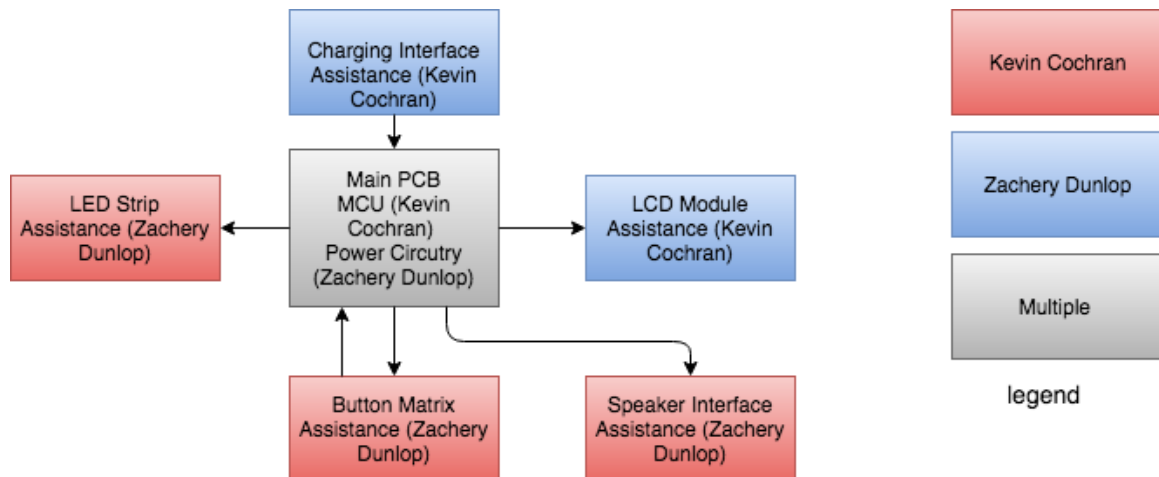 Charging Interface
Assistance (Kevin
Cochran)
Kevin Cochran
Main PCB
MCU (Kevin
Cochran)
Power Circutry
(Zachery Dunlop)
LED Strip
Assistance (Zachery
Dunlop)
LCD Module
Assistance (Kevin
Cochran)
Zachery Dunlop
Multiple
Button Matrix
Assistance (Zachery
Dunlop)
Speaker Interface
Assistance (Zachery
Dunlop)
legend